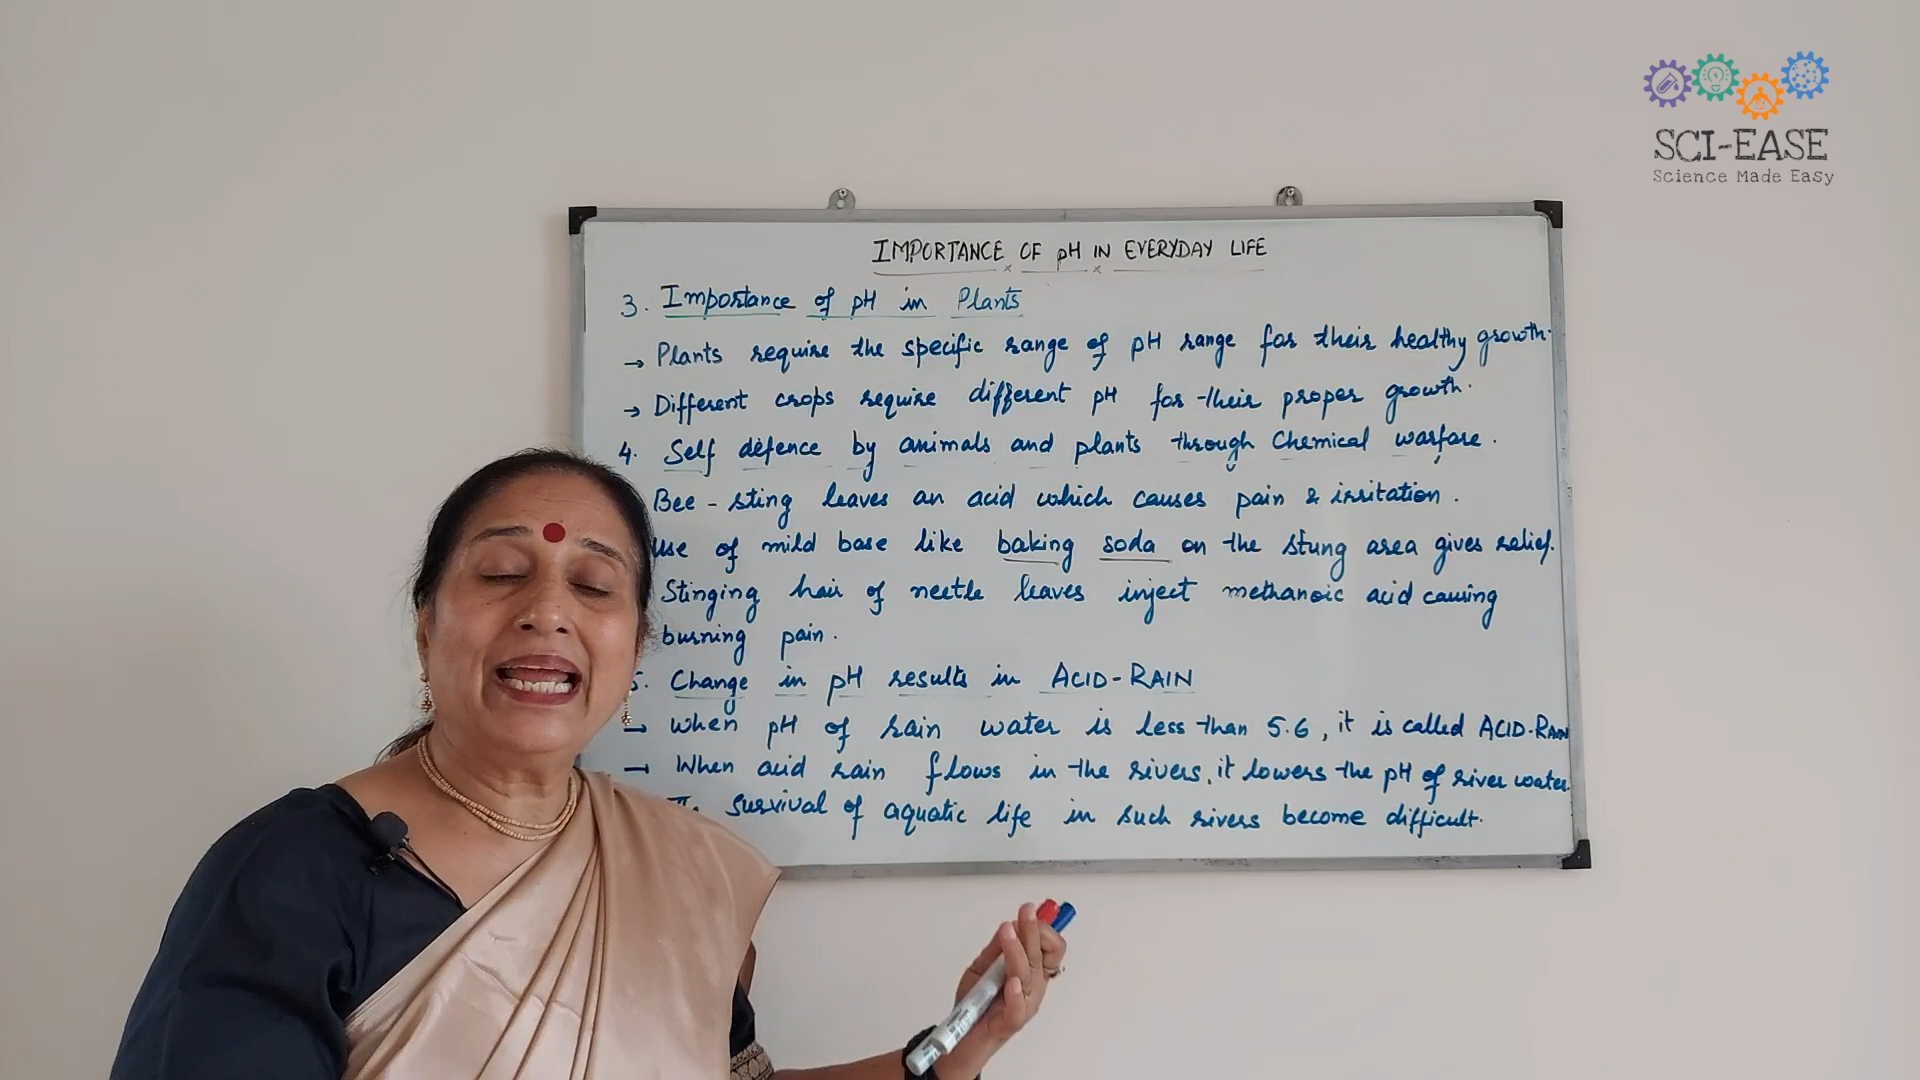 SCI-EASE
Science Made Easy
IMPORTANCE OF pH IN EVERYDAY LIFE
3. Importance of pH in Plants
→ Plants require the specific range of pH range for their healthy growth.
→ Different crops require different pH for their proper growth.
4. Self defence by animals and plants through Chemical warfare.
Bee-sting leaves an acid which causes pain & irritation.
Use of mild base like baking soda on the stung area gives relief.
Stinging hair of neetle leaves inject methanoic acid causing
burning pain.
5. Change in pH results in ACID-RAIN
→ When pH of rain water is less than 5.6, it is called ACID-RAIN
→ When acid rain flows in the rivers, it lowers the pH of river water.
survival of aquatic life in such rivers become difficult.